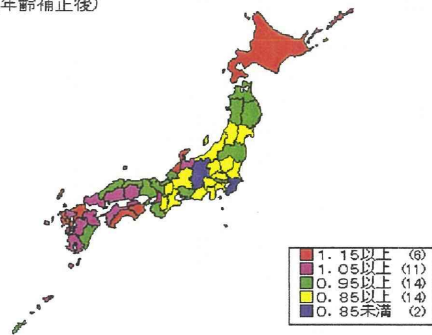 年齢補正後)
1.15以上 (6)
1.05以上 (11)
0.95以上 (14)
0.85以上 (14)
0.85未満 (2)